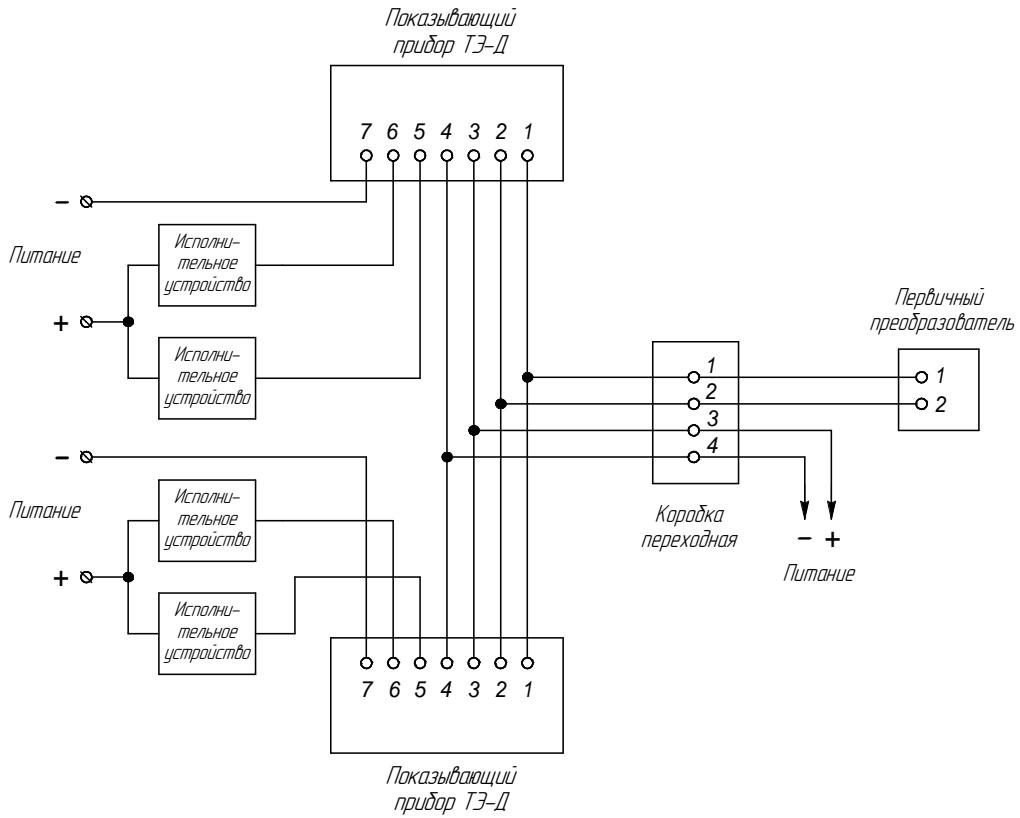 Показывающий
прибор ТЭ-Д
7 6 5 4 3 2 1
−
Питание
+
Исполни-
тельное
устройство
Исполни-
тельное
устройство
Первичный
преобразователь
1
2
3
4
1
2
Коробка
переходная
− +
Питание
−
Питание
+
Исполни-
тельное
устройство
Исполни-
тельное
устройство
7 6 5 4 3 2 1
Показывающий
прибор ТЭ-Д